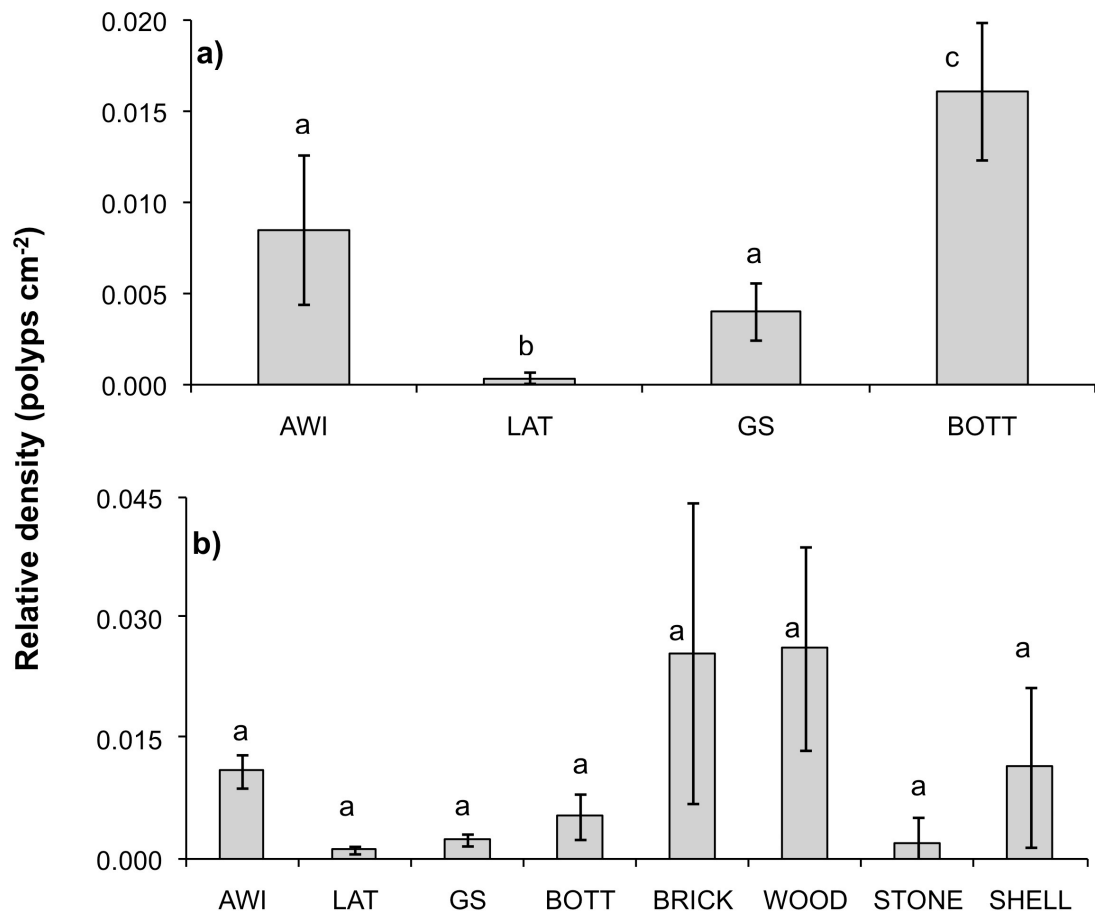 Relative density (polyps cm-2)
a)
0.020
0.015
0.010
0.005
0.000
a
b
a
c
AWI LAT GS BOTT
b)
0.045
0.030
0.015
0.000
a a a a a a a a
AWI LAT GS BOTT BRICK WOOD STONE SHELL